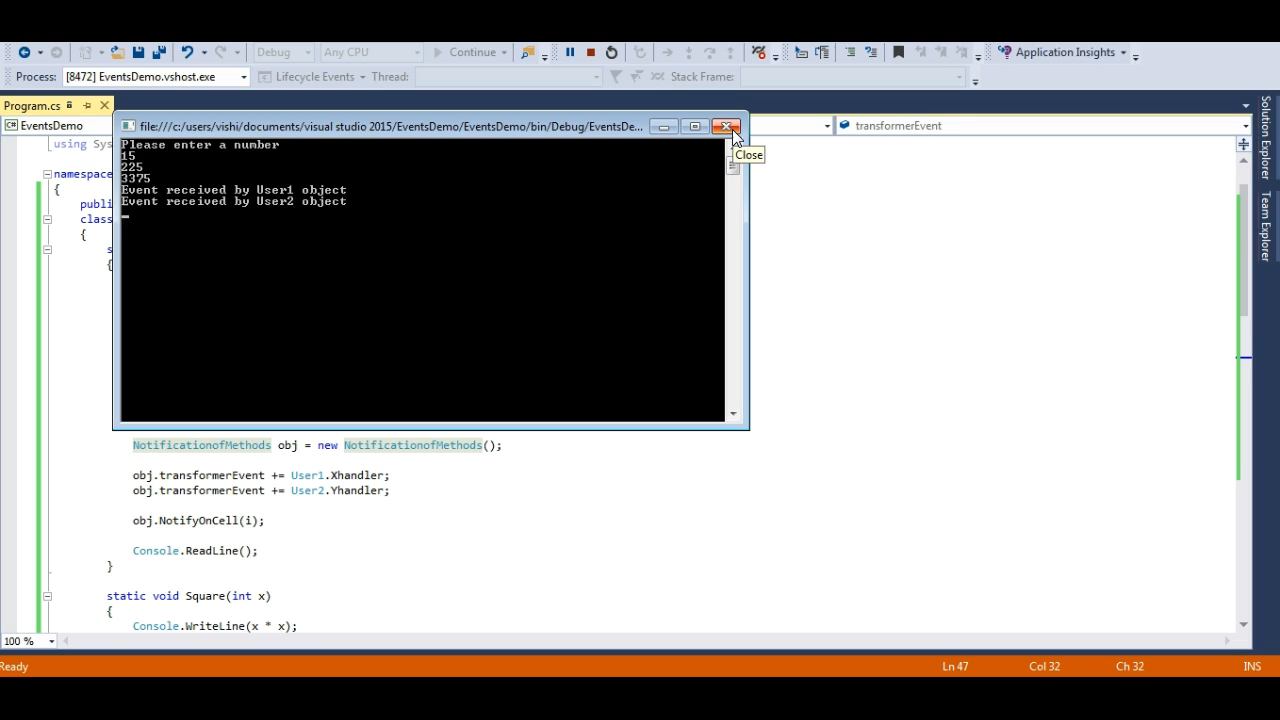 Debug Any CPU Continue Application Insights
Process: [8472] EventsDemo.vshost.exe Lifecycle Events Thread: Stack Frame:
Program.cs
EventsDemo
transformerEvent
file:///c:/users/vishi/documents/visual studio 2015/EventsDemo/EventsDemo/bin/Debug/EventsDe...
Close
Please enter a number
15
225
3375
Event received by User1 object
Event received by User2 object
using Sys
namespace
{
publi
class
{
s
{
NotificationofMethods obj = new NotificationofMethods();
obj.transformerEvent += User1.Xhandler;
obj.transformerEvent += User2.Yhandler;
obj.NotifyOnCell(i);
Console.ReadLine();
}
static void Square(int x)
{
Console.WriteLine(x * x);
100 %
Solution Explorer
Team Explorer
Ready
Ln 47 Col 32 Ch 32 INS